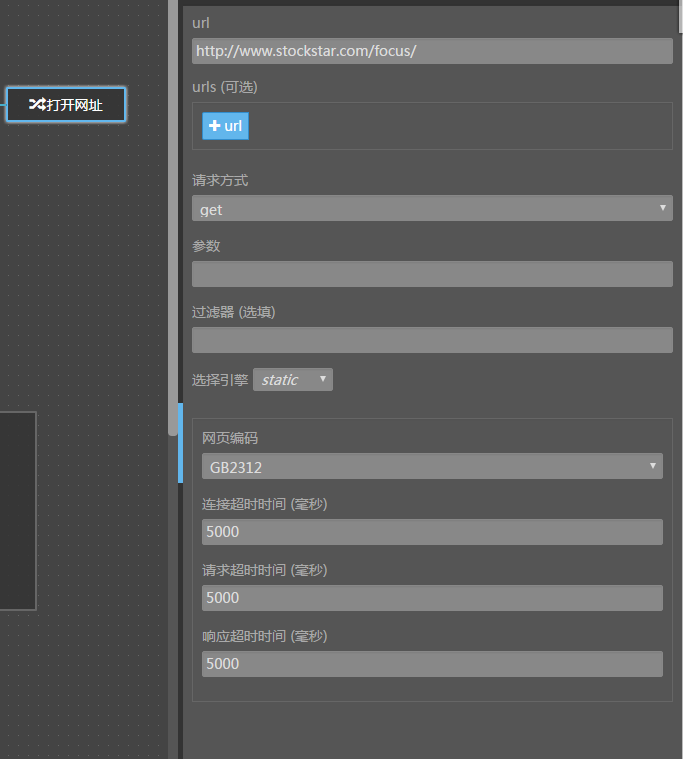 打开网址
url
http://www.stockstar.com/focus/
urls (可选)
url
请求方式
get
参数
过滤器 (选填)
选择引擎 static
网页编码
GB2312
连接超时时间 (毫秒)
5000
请求超时时间 (毫秒)
5000
响应超时时间 (毫秒)
5000